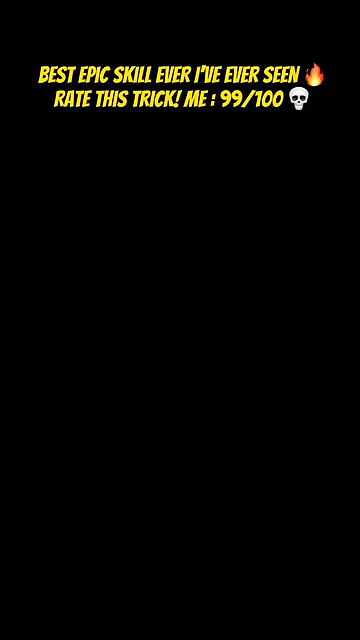 BEST EPIC SKILL EVER I'VE EVER SEEN 🔥
RATE THIS TRICK! ME : 99/100 💀